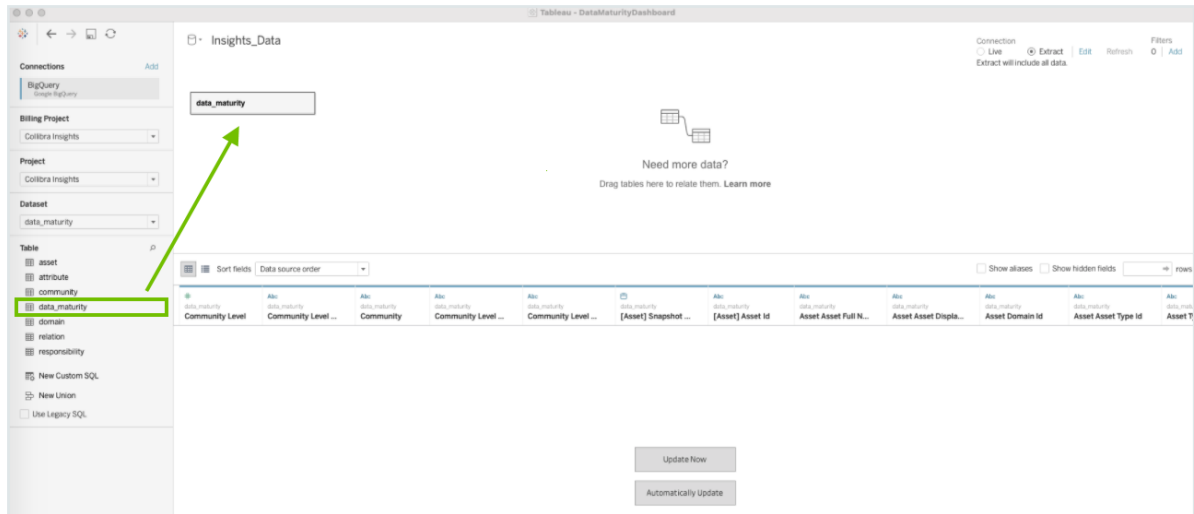 Tableau - DataMaturityDashboard
Insights_Data
Connection
Live
Extract
Edit
Refresh
Extract will include all data.
Filters
0
Add
Connections
Add
BigQuery
Google BigQuery
Billing Project
Collibra Insights
Project
Collibra Insights
Dataset
data_maturity
Table
asset
attribute
community
data_maturity
domain
relation
responsibility
New Custom SQL
New Union
Use Legacy SQL
data_maturity
Need more data?
Drag tables here to relate them. Learn more
Sort fields
Data source order
Show aliases
Show hidden fields
rows
data_maturity
Community Level
Abc
data_maturity
Community Level ...
Abc
data_maturity
Community
Abc
data_maturity
Community Level ...
Abc
data_maturity
Community Level ...
data_maturity
[Asset] Snapshot ...
Abc
data_maturity
[Asset] Asset Id
Abc
data_maturity
Asset Asset Full N...
Abc
data_maturity
Asset Asset Displa...
Abc
data_maturity
Asset Domain Id
Abc
data_maturity
Asset Asset Type Id
Abc
Asset T
Update Now
Automatically Update